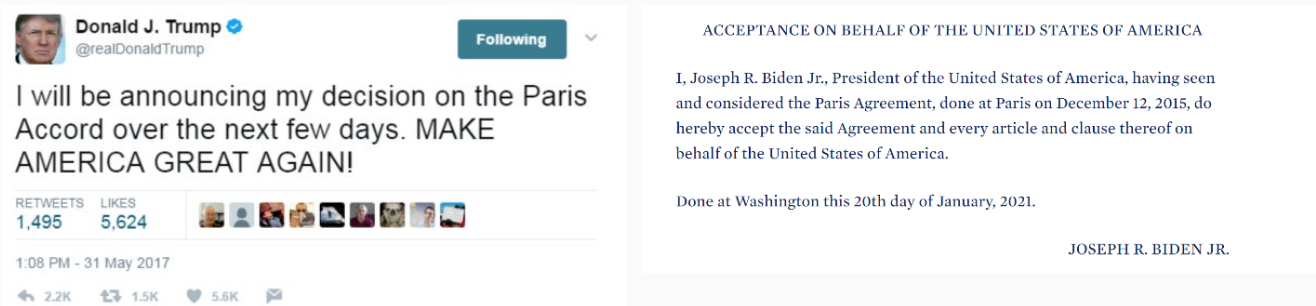 Donald J. Trump
@realDonaldTrump
Following
I will be announcing my decision on the Paris
Accord over the next few days. MAKE
AMERICA GREAT AGAIN!
RETWEETS LIKES
1,495 5,624
1:08 PM - 31 May 2017
2.2K 1.5K 5.6K
ACCEPTANCE ON BEHALF OF THE UNITED STATES OF AMERICA
I, Joseph R. Biden Jr., President of the United States of America, having seen
and considered the Paris Agreement, done at Paris on December 12, 2015, do
hereby accept the said Agreement and every article and clause thereof on
behalf of the United States of America.
Done at Washington this 20th day of January, 2021.
JOSEPH R. BIDEN JR.